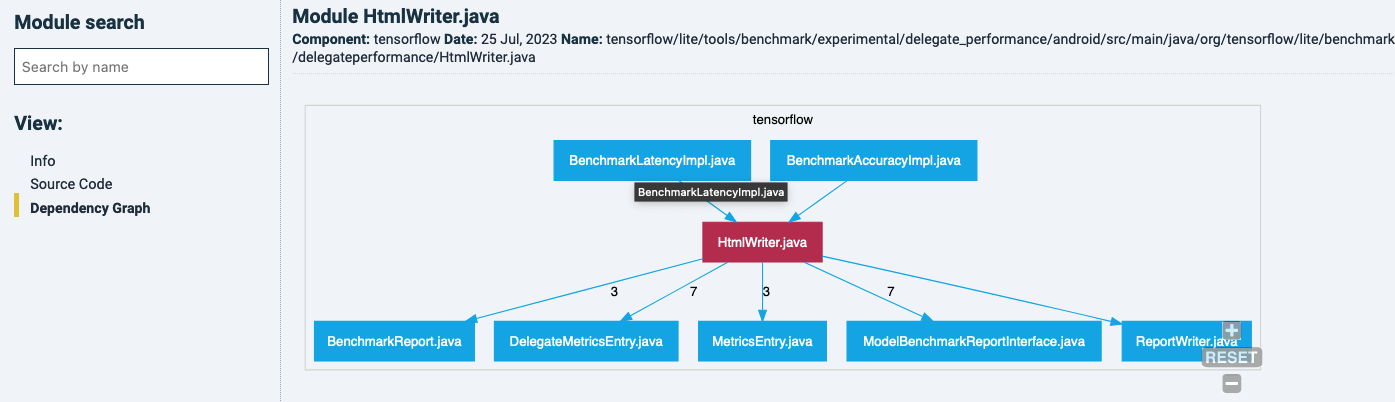 Module search
Search by name
View:
Info
Source Code
Dependency Graph
Module HtmlWriter.java
Component: tensorflow Date: 25 Jul, 2023 Name: tensorflow/lite/tools/benchmark/experimental/delegate_performance/android/src/main/java/org/tensorflow/lite/benchmark
/delegateperformance/HtmlWriter.java
tensorflow
BenchmarkLatencyImpl.java BenchmarkAccuracyImpl.java
BenchmarkLatencyImpl.java
HtmlWriter.java
3 7 3 7
BenchmarkReport.java DelegateMetricsEntry.java MetricsEntry.java ModelBenchmarkReportInterface.java ReportWriter.java
RESET